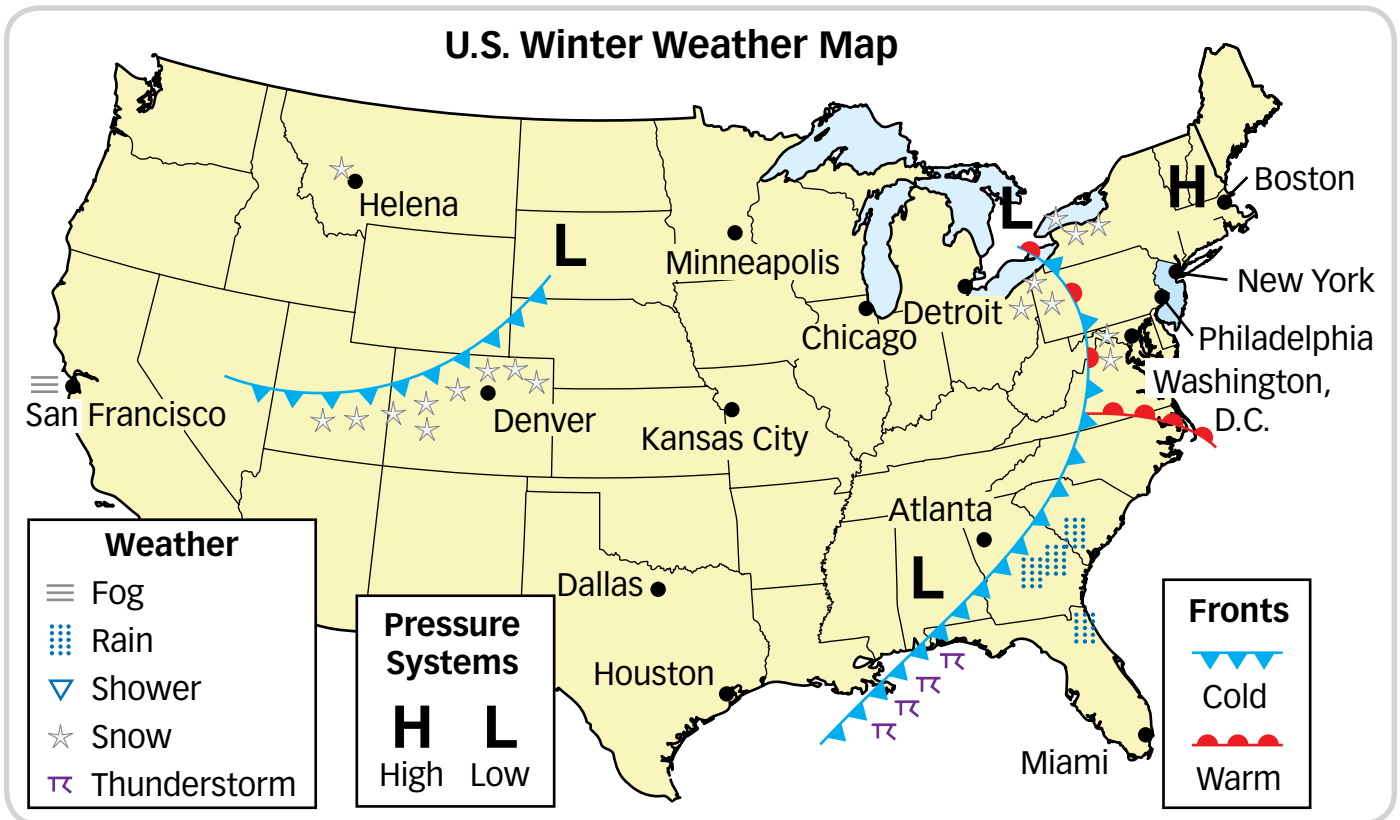 U.S. Winter Weather Map
Helena
L
Minneapolis
L
H
Boston
New York
Detroit
Chicago
Philadelphia
Washington,
D.C.
San Francisco
Denver
Kansas City
Atlanta
L
Dallas
Houston
Miami
Weather
Fog
Rain
Shower
Snow
Thunderstorm
Pressure
Systems
H L
High Low
Fronts
Cold
Warm